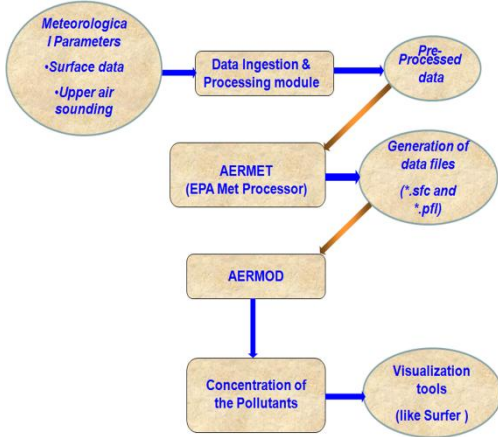 Meteorologica
l Parameters
•Surface data
•Upper air
sounding
Data Ingestion &
Processing module
Pre-
Processed
data
AERMET
(EPA Met Processor)
Generation of
data files
(*.sfc and
*.pfl)
AERMOD
Concentration of
the Pollutants
Visualization
tools
(like Surfer )